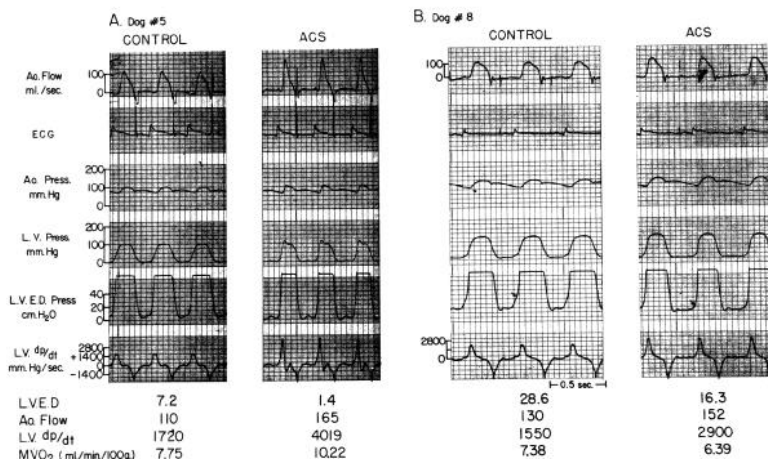 A. Dog #5
CONTROL
ACS
B. Dog #8
CONTROL
ACS
Ao. Flow
ml./sec.
100
0
100
0
ECG
Ao. Press.
mm. Hg
200
100
0
L. V. Press.
mm. Hg
200
100
0
L.V.E.D. Press
cm. H₂O
40
20
0
L.V. dp/dt
mm. Hg/sec.
2800
+1400
-1400
2800
0
0.5 sec.
L.V.E.D 7.2 1.4 28.6 16.3
Ao. Flow 110 165 130 152
L.V. dp/dt 1720 4019 1550 2900
MVO₂ (ml/min/100g.) 7.75 10.22 7.38 6.39